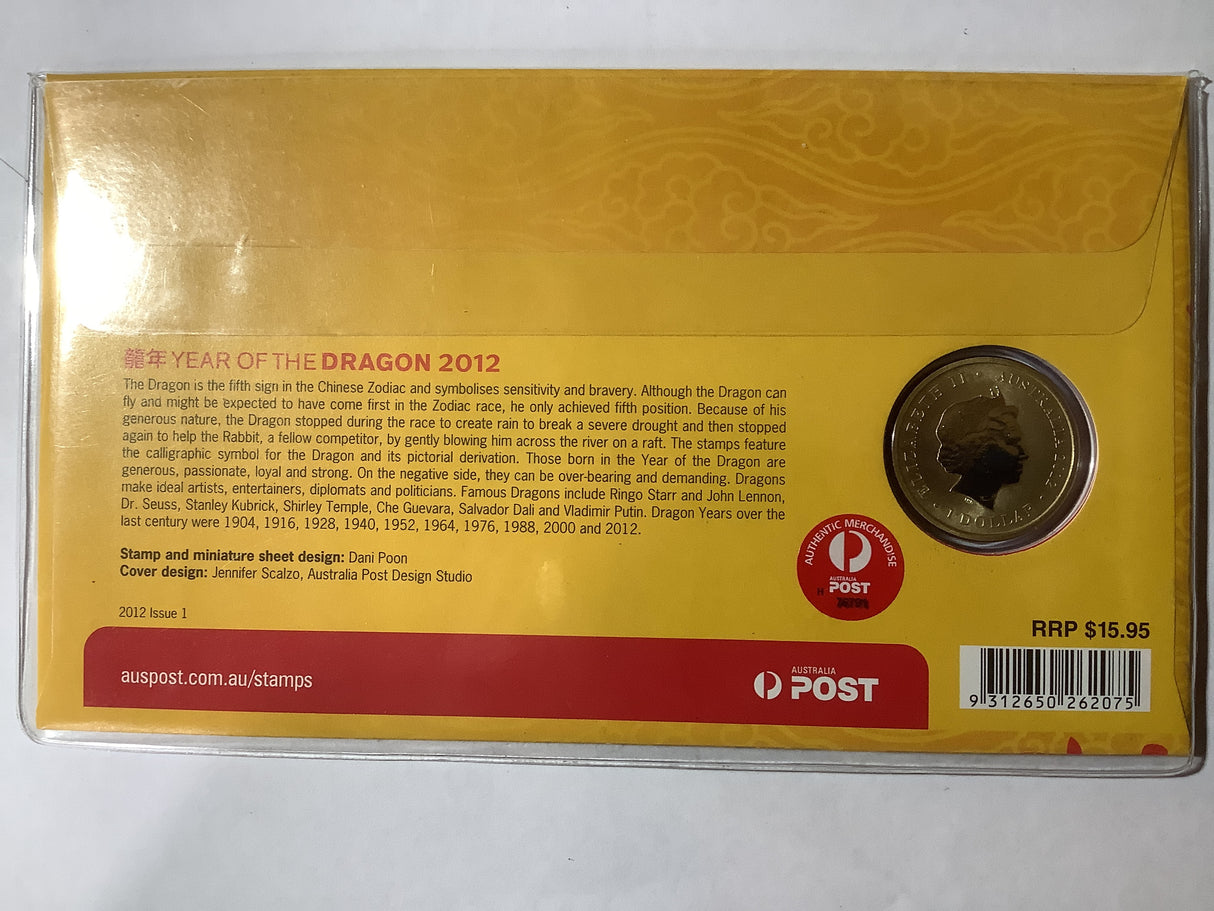 龍年 YEAR OF THE DRAGON 2012
The Dragon is the fifth sign in the Chinese Zodiac and symbolises sensitivity and bravery. Although the Dragon can
fly and might be expected to have come first in the Zodiac race, he only achieved fifth position. Because of his
generous nature, the Dragon stopped during the race to create rain to break a severe drought and then stopped
again to help the Rabbit, a fellow competitor, by gently blowing him across the river on a raft. The stamps feature
the calligraphic symbol for the Dragon and its pictorial derivation. Those born in the Year of the Dragon are
generous, passionate, loyal and strong. On the negative side, they can be over-bearing and demanding. Dragons
make ideal artists, entertainers, diplomats and politicians. Famous Dragons include Ringo Starr and John Lennon,
Dr. Seuss, Stanley Kubrick, Shirley Temple, Che Guevara, Salvador Dali and Vladimir Putin. Dragon Years over the
last century were 1904, 1916, 1928, 1940, 1952, 1964, 1976, 1988, 2000 and 2012.
Stamp and miniature sheet design: Dani Poon
Cover design: Jennifer Scalzo, Australia Post Design Studio
2012 Issue 1
auspost.com.au/stamps
AUSTRALIA
POST
ELIZABETH II • AUSTRALIA 2012 •
1 DOLLAR
AUTHENTIC MERCHANDISE
AUSTRALIA
POST
H
RRP $15.95
9 312650 262075